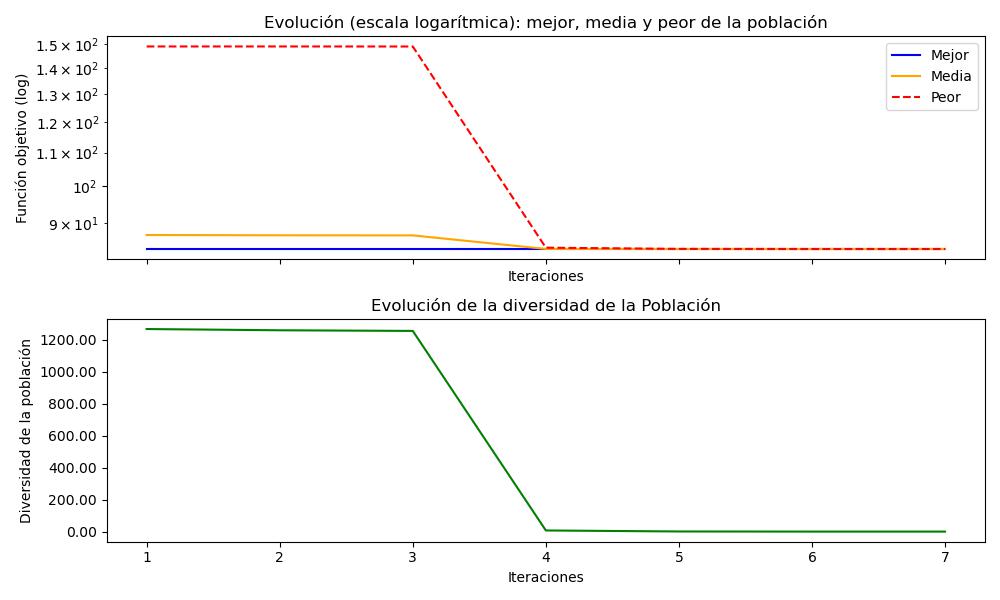 Evolución (escala logarítmica): mejor, media y peor de la población
Función objetivo (log)
1.5 × 10²
1.4 × 10²
1.3 × 10²
1.2 × 10²
1.1 × 10²
10²
9 × 10¹
Mejor
Media
Peor
Iteraciones
Evolución de la diversidad de la Población
Diversidad de la población
1200.00
1000.00
800.00
600.00
400.00
200.00
0.00
1 2 3 4 5 6 7
Iteraciones